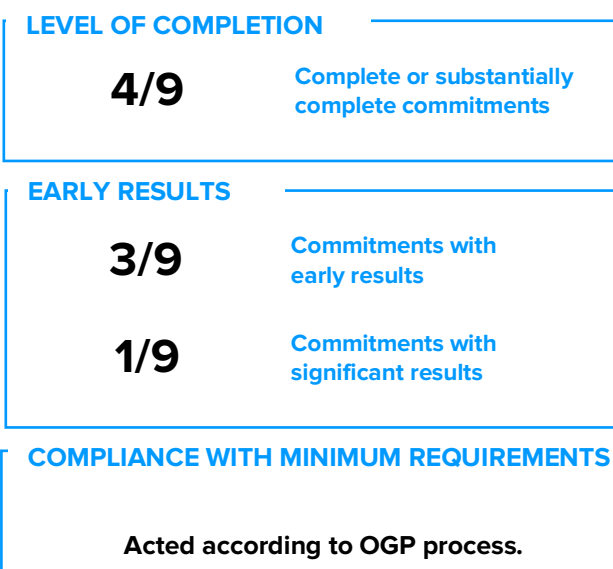 LEVEL OF COMPLETION
4/9
Complete or substantially
complete commitments
EARLY RESULTS
3/9
Commitments with
early results
1/9
Commitments with
significant results
COMPLIANCE WITH MINIMUM REQUIREMENTS
Acted according to OGP process.